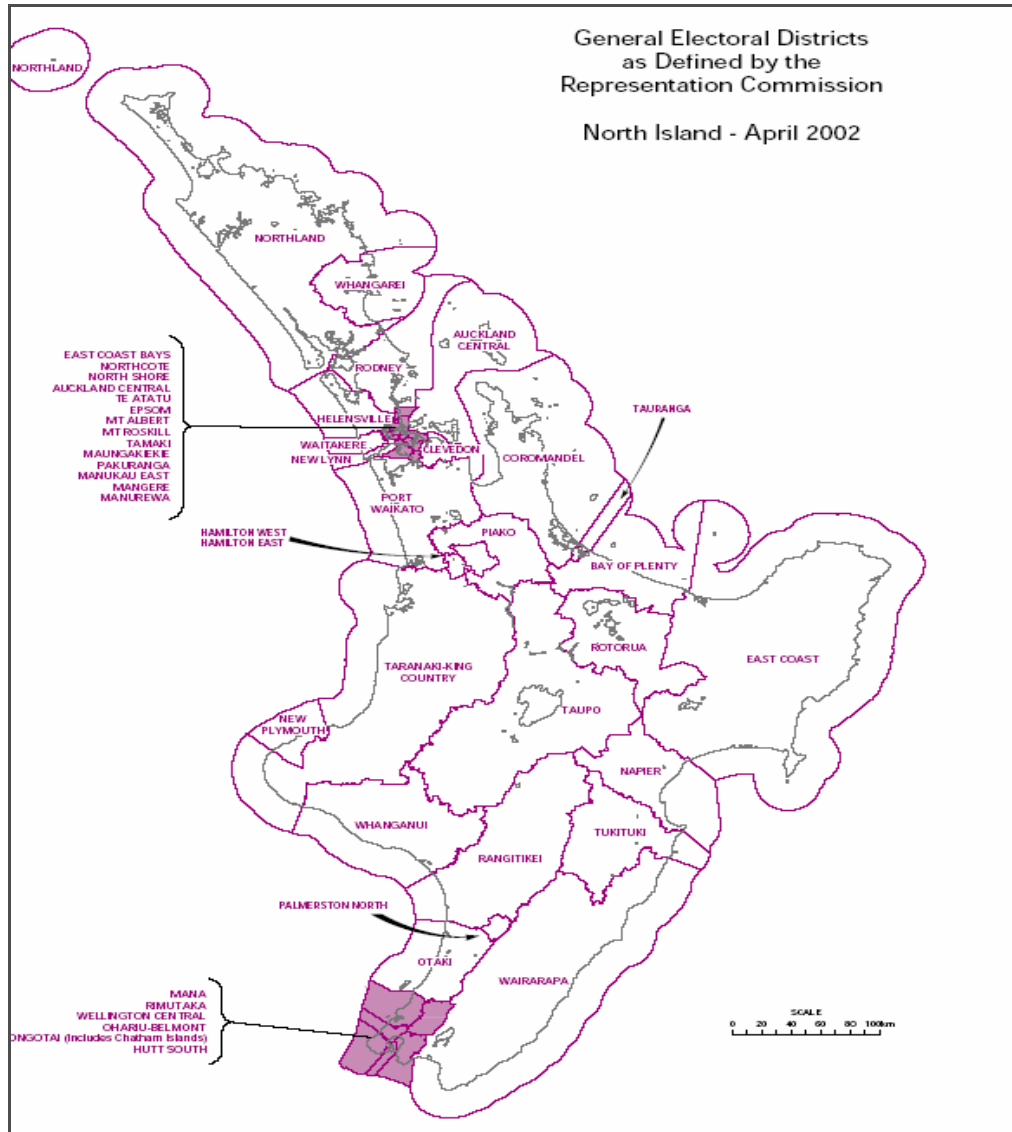 General Electoral Districts
as Defined by the
Representation Commission
North Island - April 2002
NORTHLAND
NORTHLAND
WHANGAREI
AUCKLAND
CENTRAL
RODNEY
EAST COAST BAYS
NORTHCOTE
NORTH SHORE
AUCKLAND CENTRAL
TE ATATU
EPSOM
MT ALBERT
MT ROSKILL
TAMAKI
MAUNGAKIEKIE
PAKURANGA
MANUKAU EAST
MANGERE
MANUREWA
HELENSVILLE
WAITAKERE
NEW LYNN
CLEVEDON
TAURANGA
COROMANDEL
PORT
WAIKATO
HAMILTON WEST
HAMILTON EAST
PIAKO
BAY OF PLENTY
ROTORUA
EAST COAST
TARANAKI-KING
COUNTRY
TAUPO
NEW
PLYMOUTH
NAPIER
WHANGANUI
TUKITUKI
RANGITIKEI
PALMERSTON NORTH
OTAKI
WAIRARAPA
MANA
RIMUTAKA
WELLINGTON CENTRAL
OHARIU-BELMONT
ONGOTAI (Includes Chatham Islands)
HUTT SOUTH
SCALE
0 20 40 60 80 100km